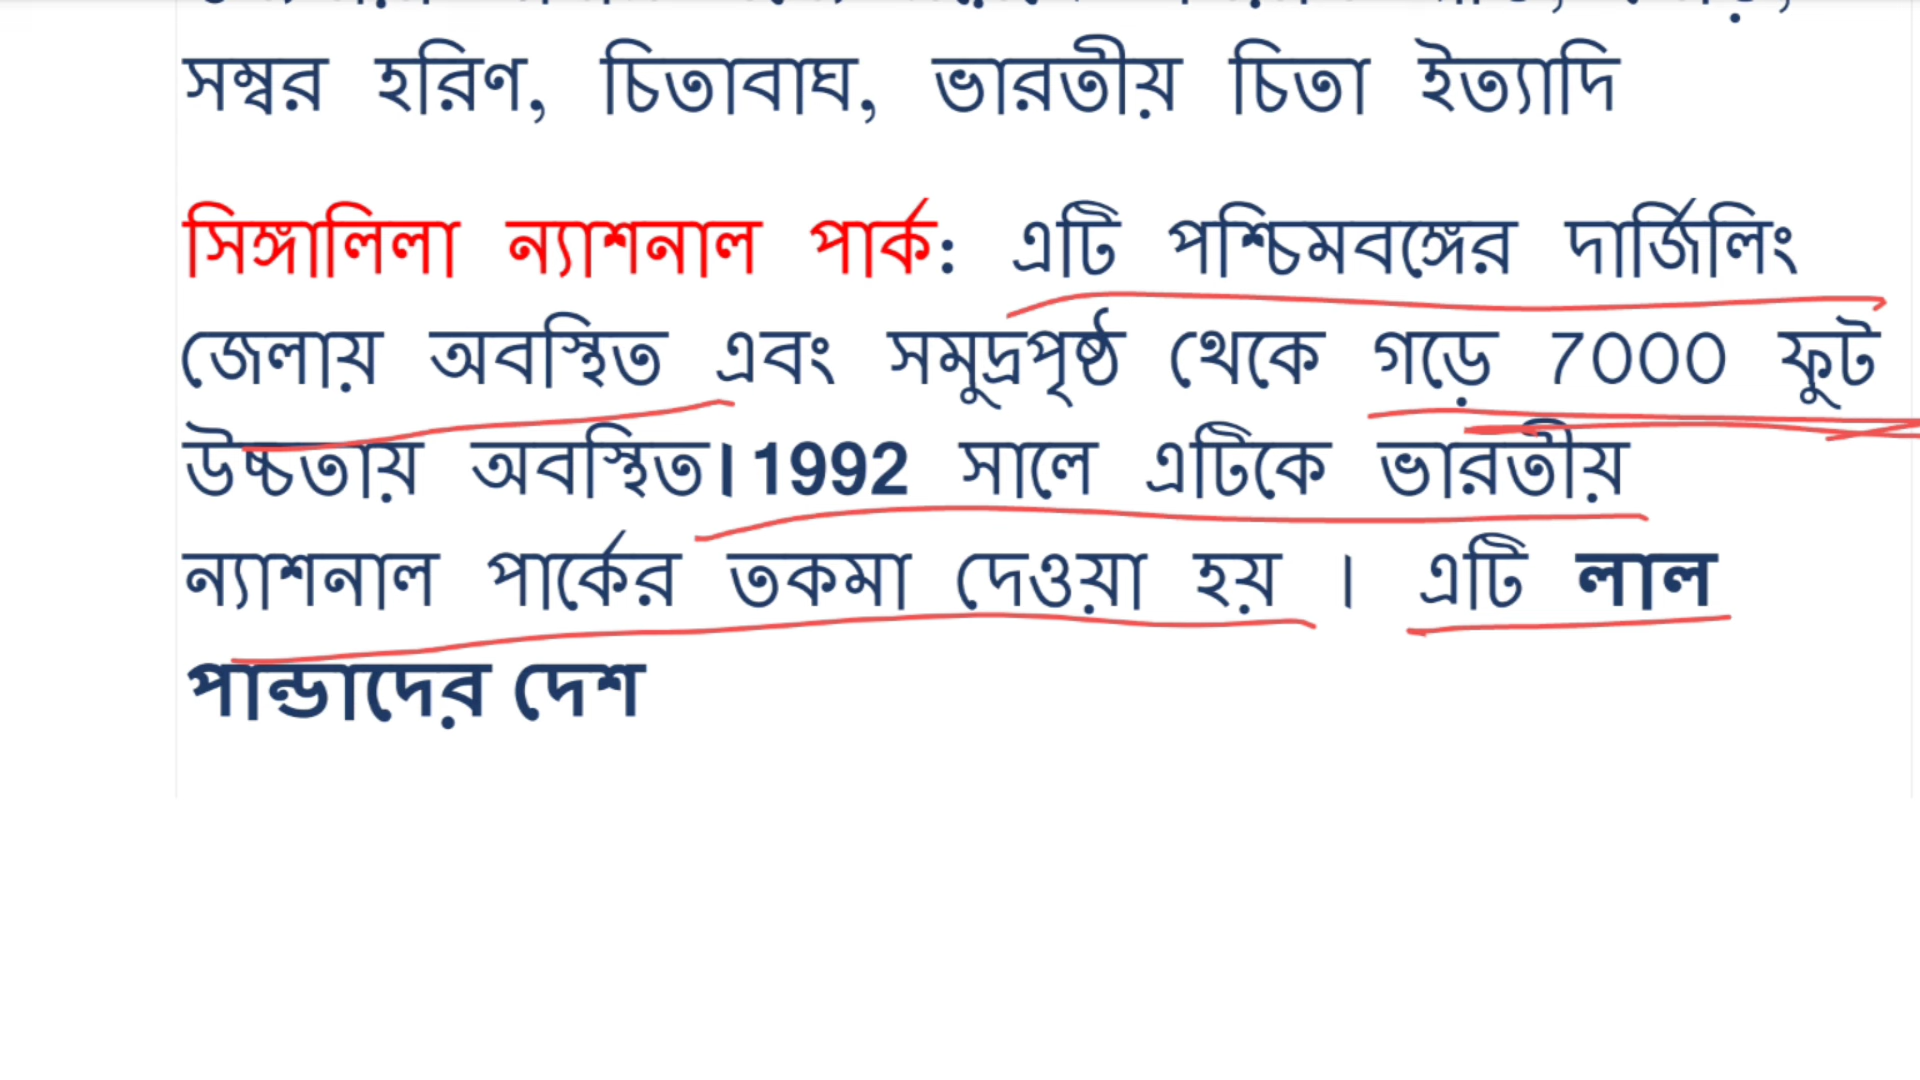 সম্বর হরিণ, চিতাবাঘ, ভারতীয় চিতা ইত্যাদি
সিঙ্গালিলা ন্যাশনাল পার্ক: এটি পশ্চিমবঙ্গের দার্জিলিং
জেলায় অবস্থিত এবং সমুদ্রপৃষ্ঠ থেকে গড়ে 7000 ফুট
উচ্চতায় অবস্থিত। 1992 সালে এটিকে ভারতীয়
ন্যাশনাল পার্কের তকমা দেওয়া হয় । এটি লাল
পান্ডাদের দেশ